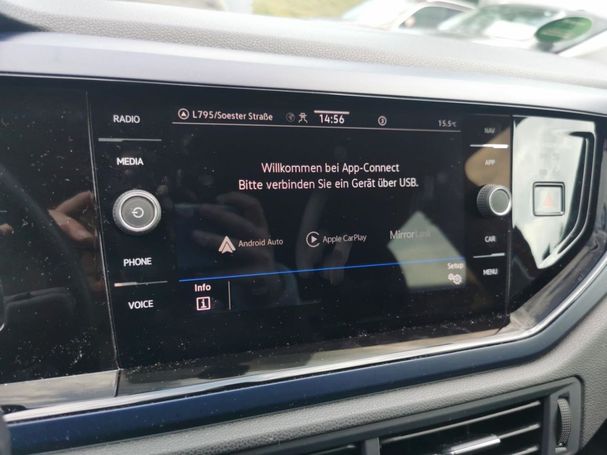 RADIO
MEDIA
PHONE
VOICE
L795/Soester Straße 14:56 3 15.5°C
Willkommen bei App-Connect
Bitte verbinden Sie ein Gerät über USB.
Android Auto Apple CarPlay MirrorLink
Setup
Info
i
NAV
APP
CAR
MENU